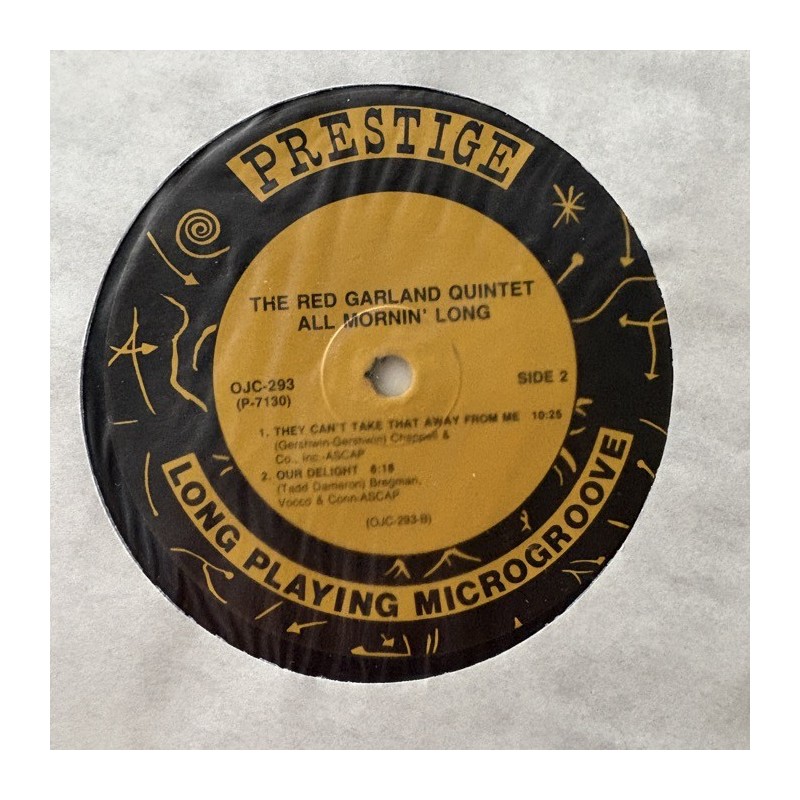 PRESTIGE
THE RED GARLAND QUINTET
ALL MORNIN' LONG
OJC-293
(P-7130)
SIDE 2
1. THEY CAN'T TAKE THAT AWAY FROM ME 10:25
(Gershwin-Gershwin) Chappell &
Co., Inc.-ASCAP
2. OUR DELIGHT 6:18
(Tadd Dameron) Bregman,
Vocco & Conn-ASCAP
(OJC-293-B)
LONG PLAYING MICROGROOVE